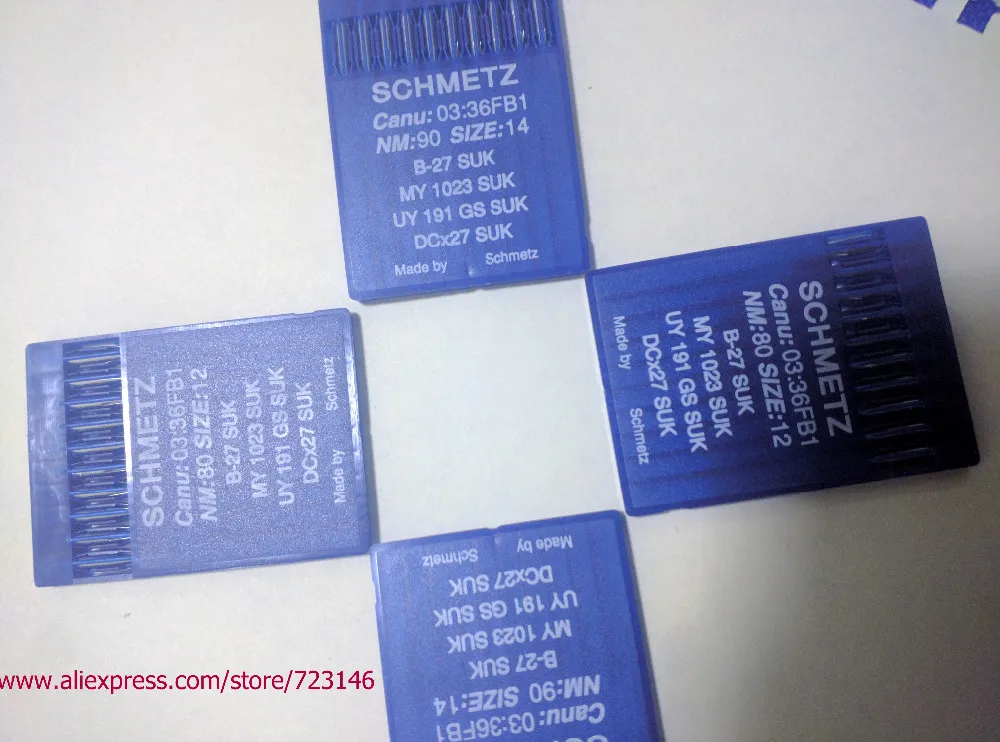 SCHMETZ
Canu: 03:36FB1
NM:90 SIZE:14
B-27 SUK
MY 1023 SUK
UY 191 GS SUK
DCx27 SUK
Made by Schmetz
SCHMETZ
Canu: 03:36FB1
NM:80 SIZE:12
B-27 SUK
MY 1023 SUK
UY 191 GS SUK
DCx27 SUK
Made by Schmetz
SCHMETZ
Canu: 03:36FB1
NM:80 SIZE:12
B-27 SUK
MY 1023 SUK
UY 191 GS SUK
DCx27 SUK
Made by Schmetz
Canu: 03:36FB1
NM:90 SIZE:14
B-27 SUK
MY 1023 SUK
UY 191 GS SUK
DCx27 SUK
Made by Schmetz
www.aliexpress.com/store/723146